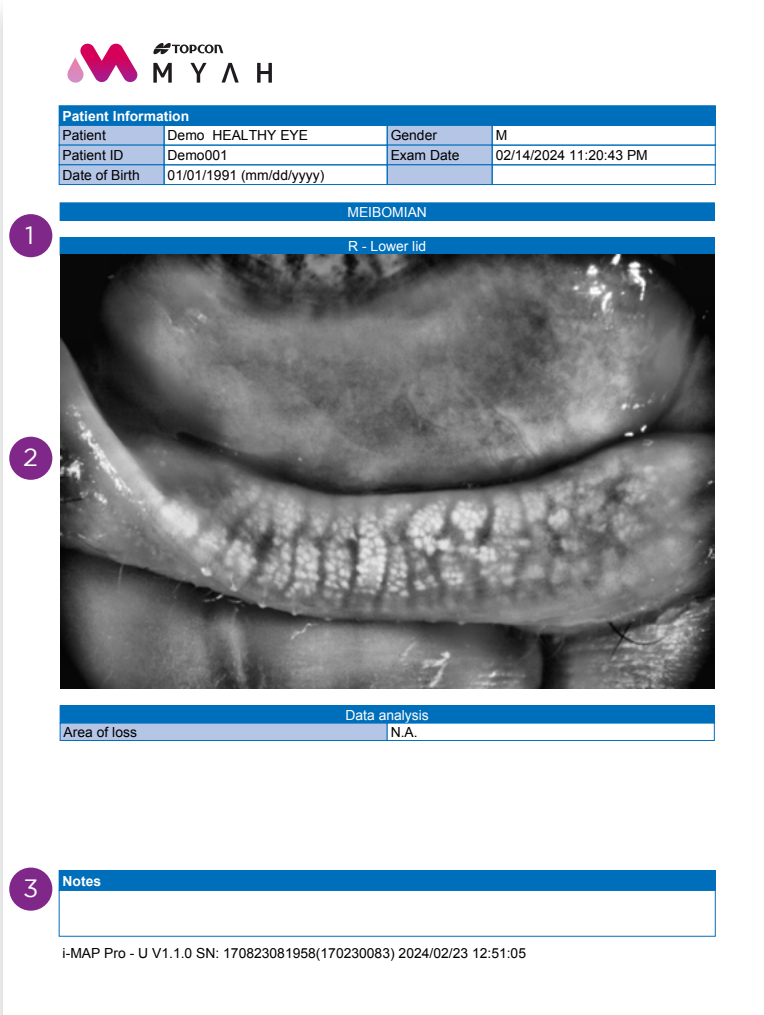 TOPCON
MYAH
Patient Information
Patient Demo HEALTHY EYE Gender M
Patient ID Demo001 Exam Date 02/14/2024 11:20:43 PM
Date of Birth 01/01/1991 (mm/dd/yyyy)
MEIBOMIAN
1
R - Lower lid
2
Data analysis
Area of loss N.A.
3 Notes
i-MAP Pro - U V1.1.0 SN: 170823081958(170230083) 2024/02/23 12:51:05